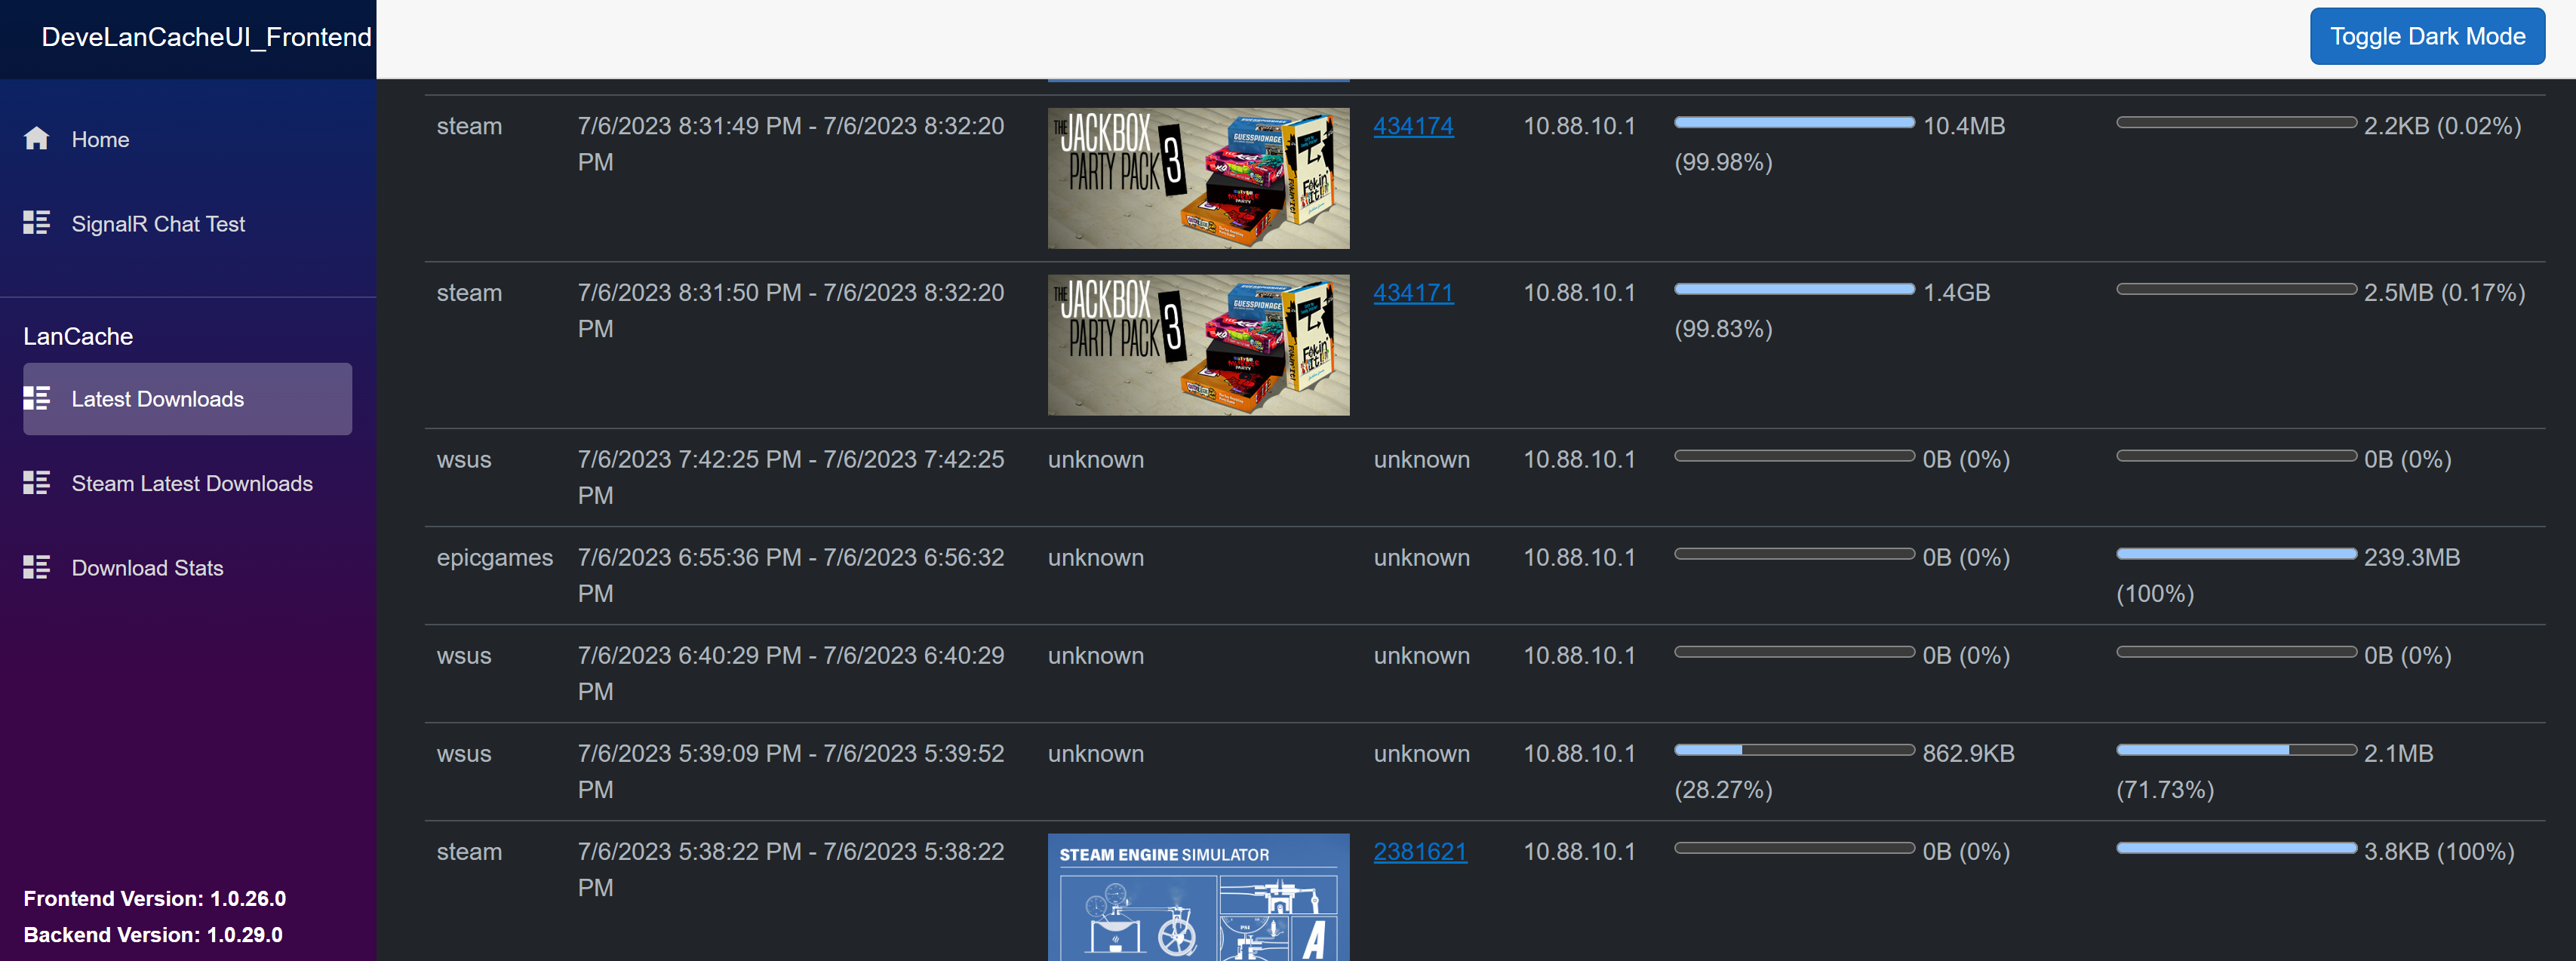 DeveLanCacheUI_Frontend
Toggle Dark Mode
Home
SignalR Chat Test
LanCache
Latest Downloads
Steam Latest Downloads
Download Stats
Frontend Version: 1.0.26.0
Backend Version: 1.0.29.0
steam 7/6/2023 8:31:49 PM - 7/6/2023 8:32:20 434174 10.88.10.1 10.4MB 2.2KB (0.02%)
PM (99.98%)
THE JACKBOX
PARTY PACK 3
GUESSPIONAGE
steam 7/6/2023 8:31:50 PM - 7/6/2023 8:32:20 434171 10.88.10.1 1.4GB 2.5MB (0.17%)
PM (99.83%)
THE JACKBOX
PARTY PACK 3
GUESSPIONAGE
wsus 7/6/2023 7:42:25 PM - 7/6/2023 7:42:25 unknown unknown 10.88.10.1 0B (0%) 0B (0%)
PM
epicgames 7/6/2023 6:55:36 PM - 7/6/2023 6:56:32 unknown unknown 10.88.10.1 0B (0%) 239.3MB
PM (100%)
wsus 7/6/2023 6:40:29 PM - 7/6/2023 6:40:29 unknown unknown 10.88.10.1 0B (0%) 0B (0%)
PM
wsus 7/6/2023 5:39:09 PM - 7/6/2023 5:39:52 unknown unknown 10.88.10.1 862.9KB 2.1MB
PM (28.27%) (71.73%)
steam 7/6/2023 5:38:22 PM - 7/6/2023 5:38:22 2381621 10.88.10.1 0B (0%) 3.8KB (100%)
PM
STEAM ENGINE SIMULATOR
PSI
A